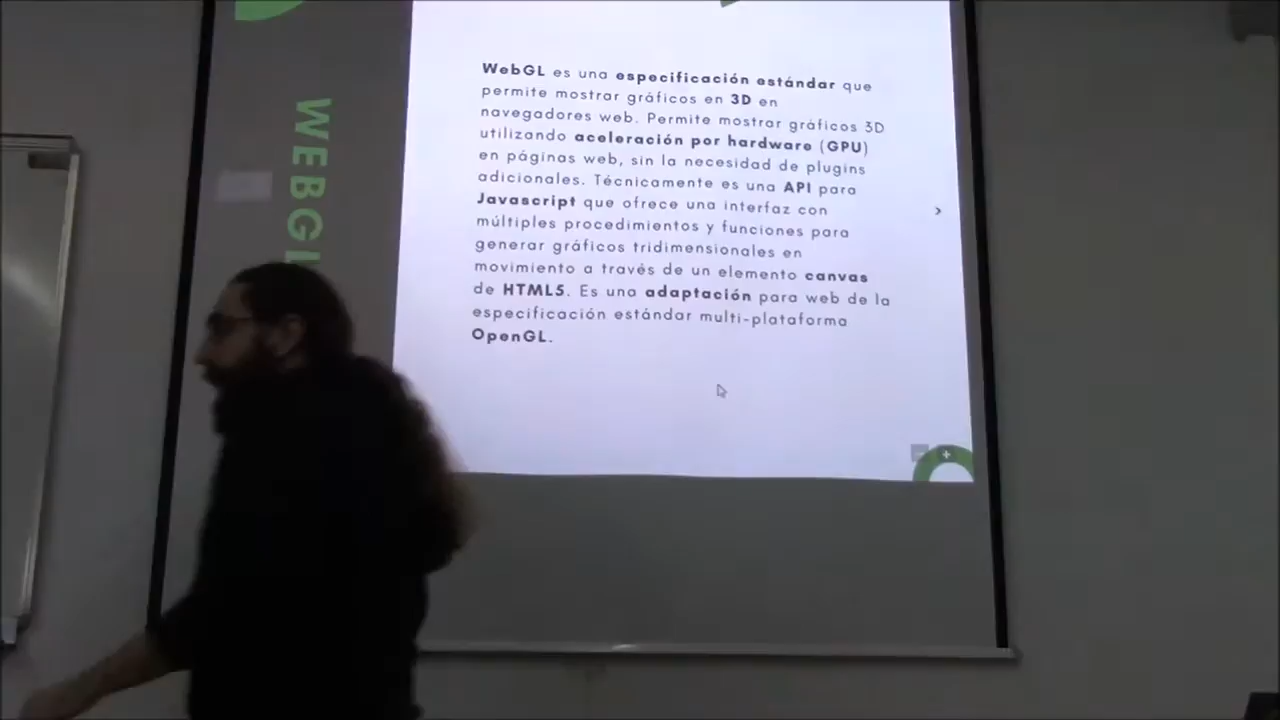 WEBGL
WebGL es una especificación estándar que
permite mostrar gráficos en 3D en
navegadores web. Permite mostrar gráficos 3D
utilizando aceleración por hardware (GPU)
en páginas web, sin la necesidad de plugins
adicionales. Técnicamente es una API para
Javascript que ofrece una interfaz con
múltiples procedimientos y funciones para
generar gráficos tridimensionales en
movimiento a través de un elemento canvas
de HTML5. Es una adaptación para web de la
especificación estándar multi-plataforma
OpenGL.